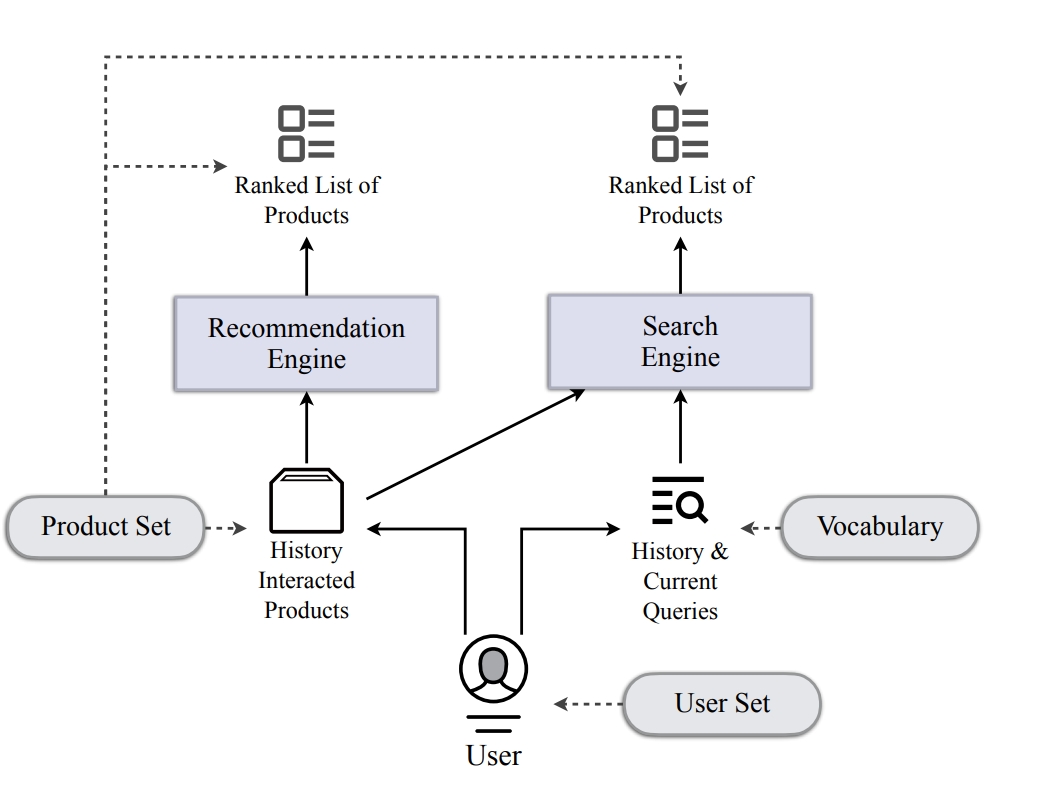 Ranked List of
Products
Ranked List of
Products
Recommendation
Engine
Search
Engine
Product Set
History
Interacted
Products
History &
Current
Queries
Vocabulary
User Set
User